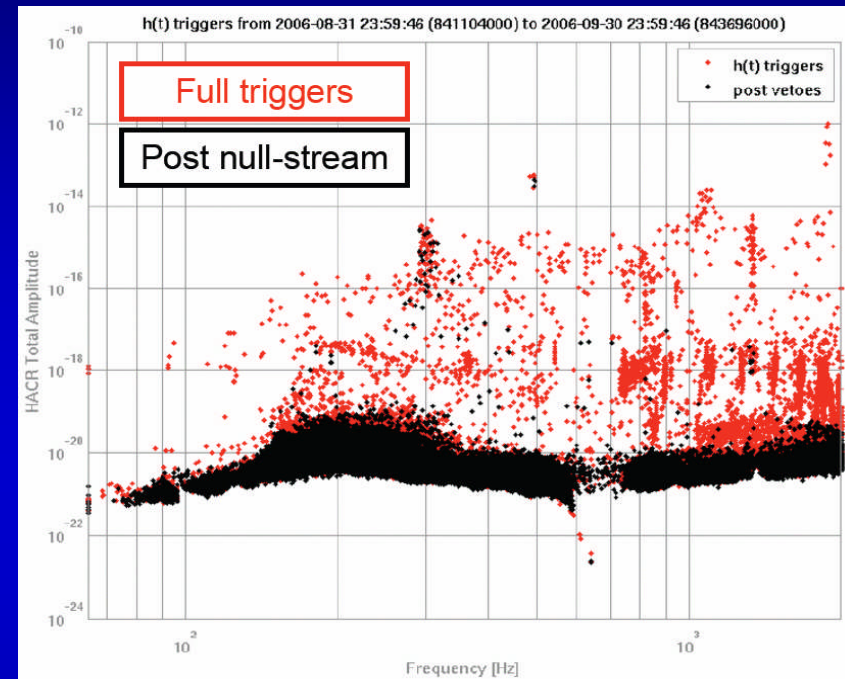 h(t) triggers from 2006-08-31 23:59:46 (841104000) to 2006-09-30 23:59:46 (843696000)
10^-10
h(t) triggers
post vetoes
Full triggers
10^-12
Post null-stream
10^-14
10^-16
10^-18
10^-20
10^-22
10^-24
HACR Total Amplitude
10^2
10^3
Frequency [Hz]